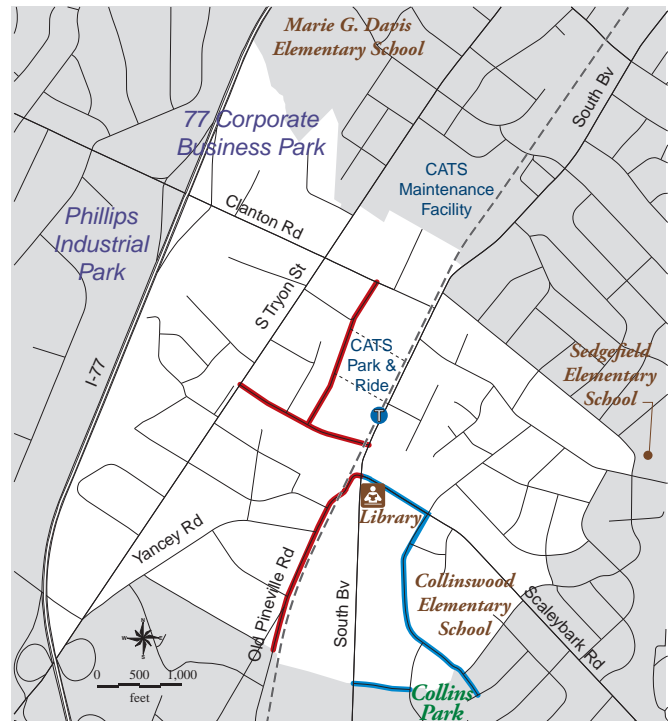 Marie G. Davis
Elementary School
South Bv
77 Corporate
Business Park
CATS
Maintenance
Facility
Clanton Rd
Phillips
Industrial
Park
S Tryon St
I-77
CATS
Park &
Ride
Sedgefield
Elementary
School
T
Library
Yancey Rd
Old Pineville Rd
South Bv
Collinswood
Elementary
School
Scaleybark Rd
N
W E
S
0 500 1,000
feet
Collins
Park